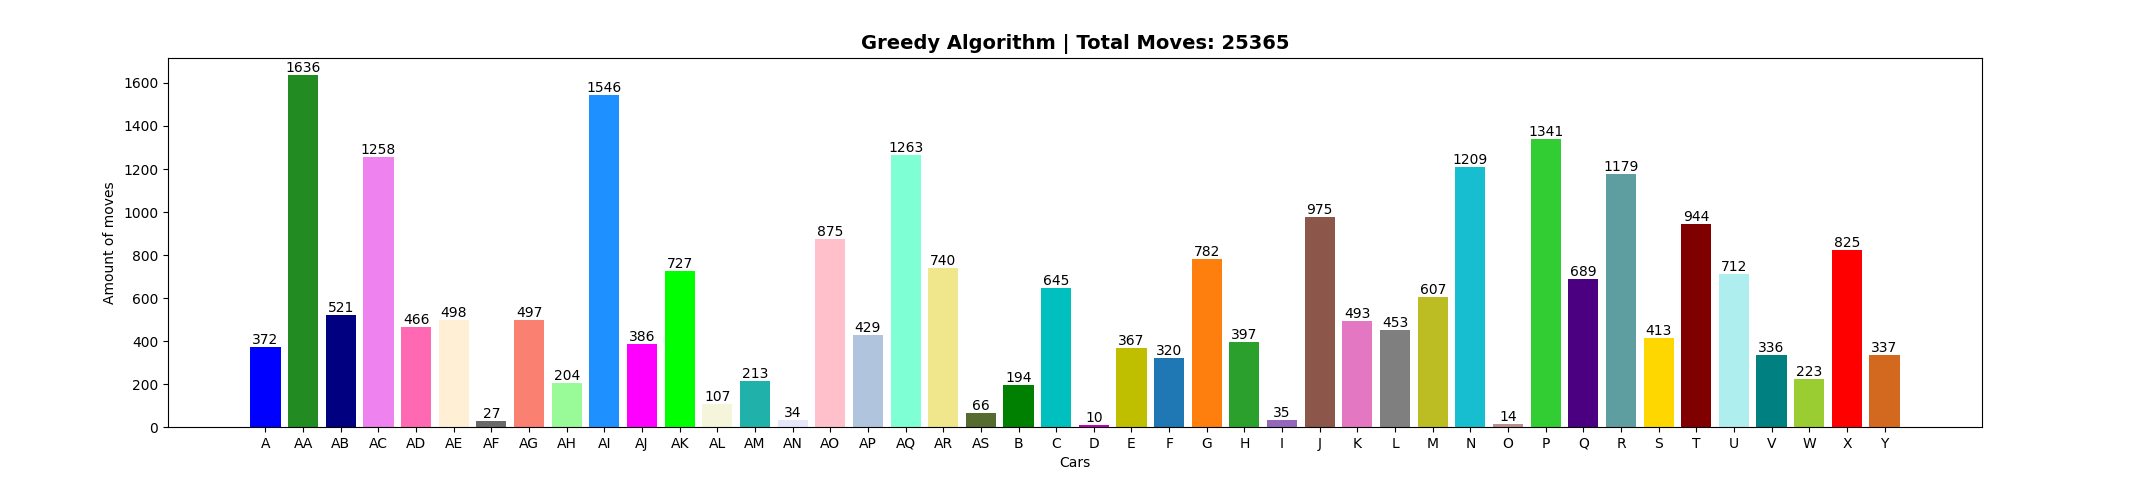 Greedy Algorithm | Total Moves: 25365
Amount of moves
1600
1400
1200
1000
800
600
400
200
0
372 1636 521 1258 466 498 27 497 204 1546 386 727 107 213 34 875 429 1263 740 66 194 645 10 367 320 782 397 35 975 493 453 607 1209 14 1341 689 1179 413 944 712 336 223 825 337
A AA AB AC AD AE AF AG AH AI AJ AK AL AM AN AO AP AQ AR AS B C D E F G H I J K L M N O P Q R S T U V W X Y
Cars